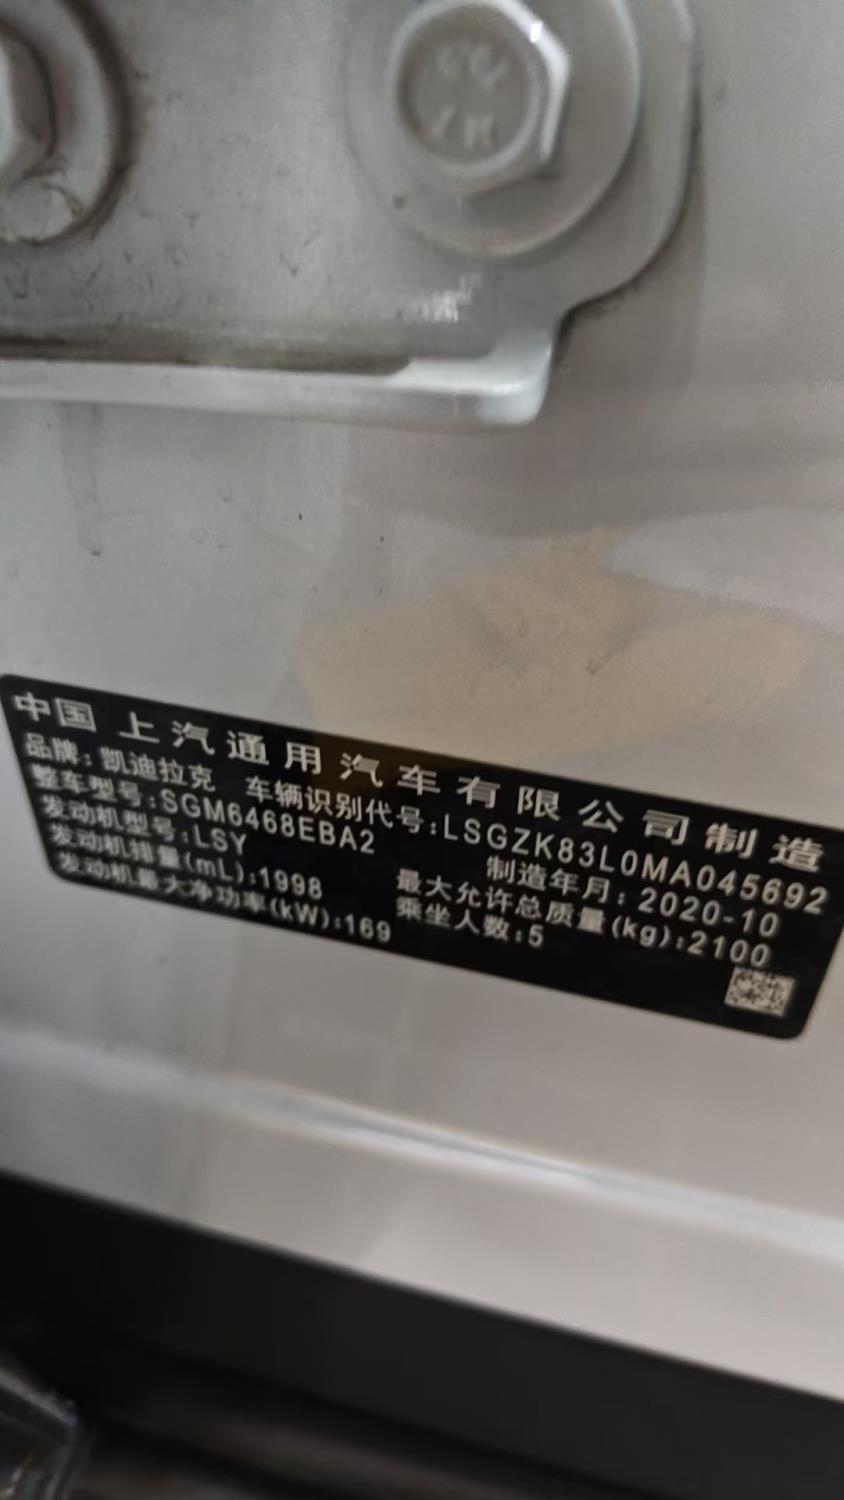 中国 上汽通用汽车有限公司制造
品牌:凯迪拉克 车辆识别代号:LSGZK83L0MA045692
整车型号:SGM6468EBA2 制造年月:2020-10
发动机型号:LSY 最大允许总质量(kg):2100
发动机排量(mL):1998 乘坐人数:5
发动机最大净功率(kW):169